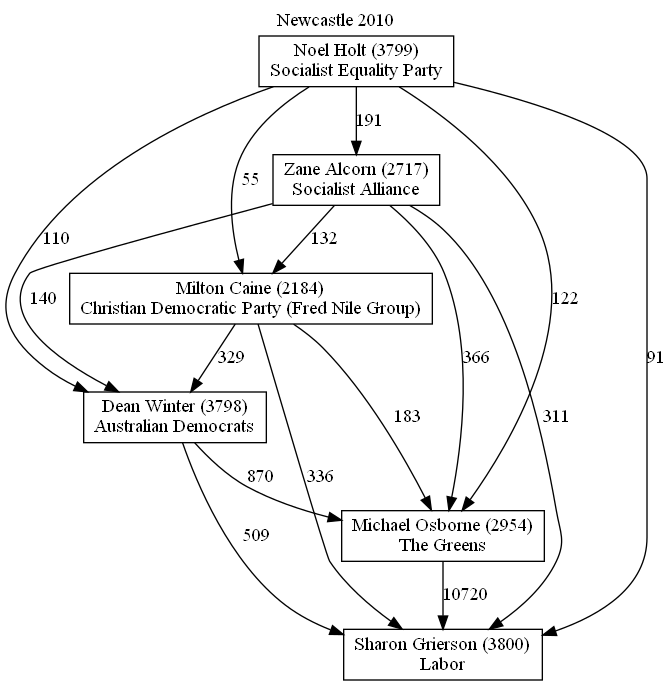 Newcastle 2010
Noel Holt (3799)
Socialist Equality Party
191
Zane Alcorn (2717)
Socialist Alliance
55
132
110
140
Milton Caine (2184)
Christian Democratic Party (Fred Nile Group)
122
329
366
91
183
311
Dean Winter (3798)
Australian Democrats
870
336
509
Michael Osborne (2954)
The Greens
10720
Sharon Grierson (3800)
Labor